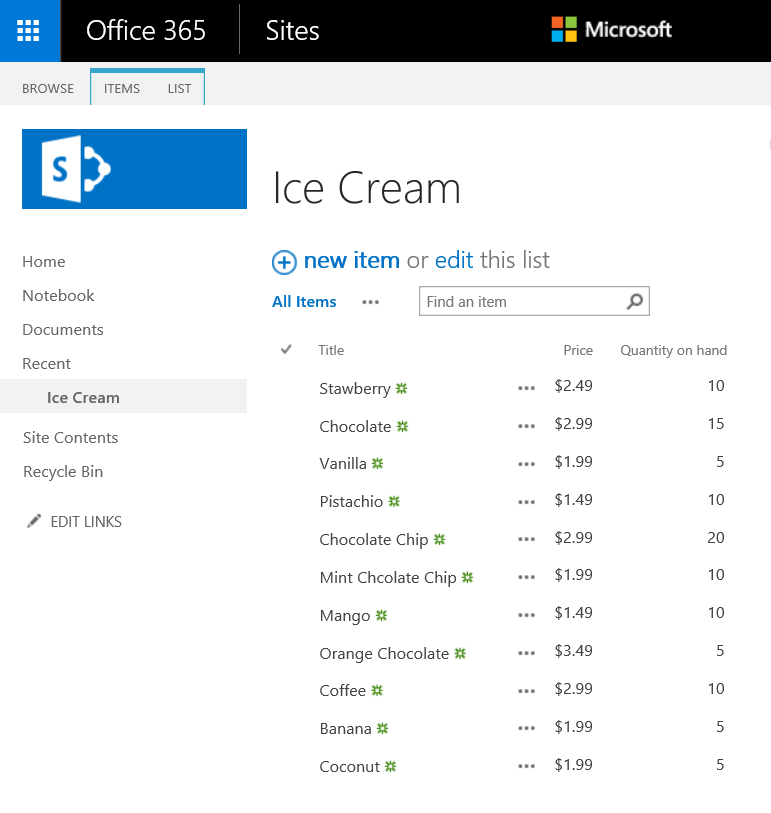 Office 365 Sites Microsoft
BROWSE ITEMS LIST
S
Ice Cream
Home
Notebook
Documents
Recent
Ice Cream
Site Contents
Recycle Bin
EDIT LINKS
new item or edit this list
All Items ••• Find an item
Title Price Quantity on hand
Stawberry ••• $2.49 10
Chocolate ••• $2.99 15
Vanilla ••• $1.99 5
Pistachio ••• $1.49 10
Chocolate Chip ••• $2.99 20
Mint Chcolate Chip ••• $1.99 10
Mango ••• $1.49 10
Orange Chocolate ••• $3.49 5
Coffee ••• $2.99 10
Banana ••• $1.99 5
Coconut ••• $1.99 5